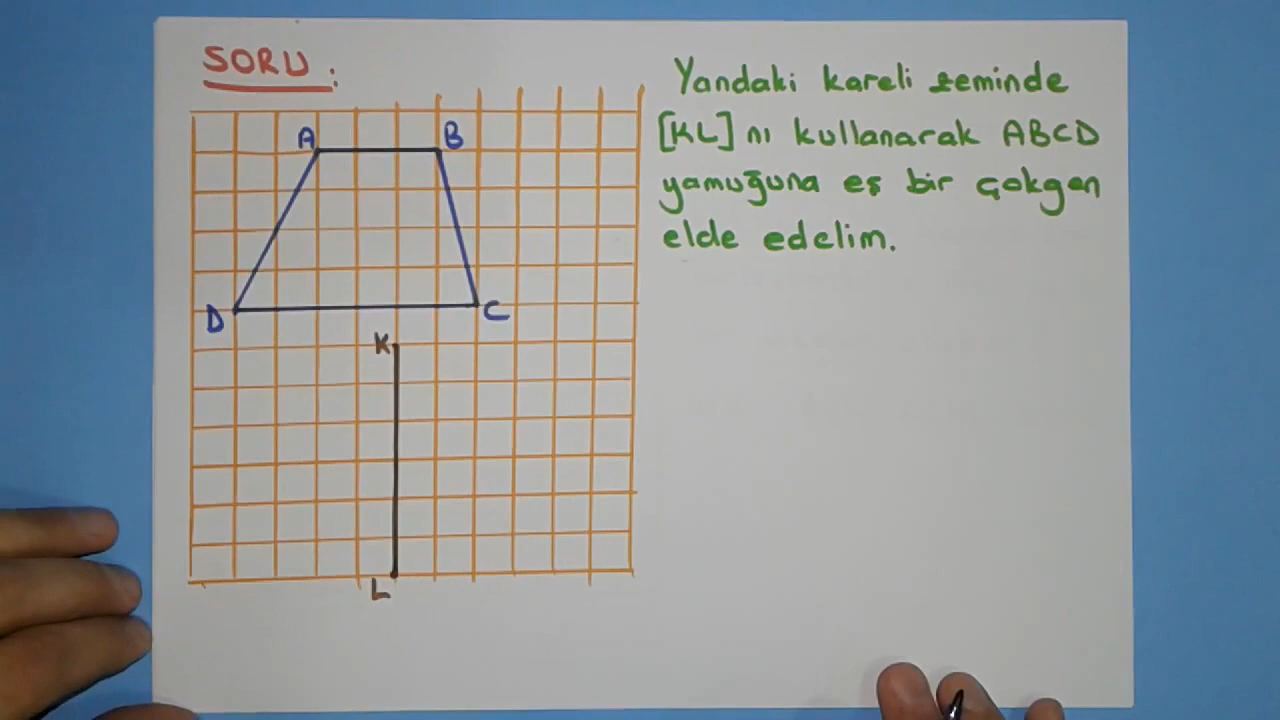 SORU :
Yandaki kareli zeminde
[KL] nı kullanarak ABCD
yamuğuna eş bir çokgen
elde edelim.
A
B
D
C
K
L